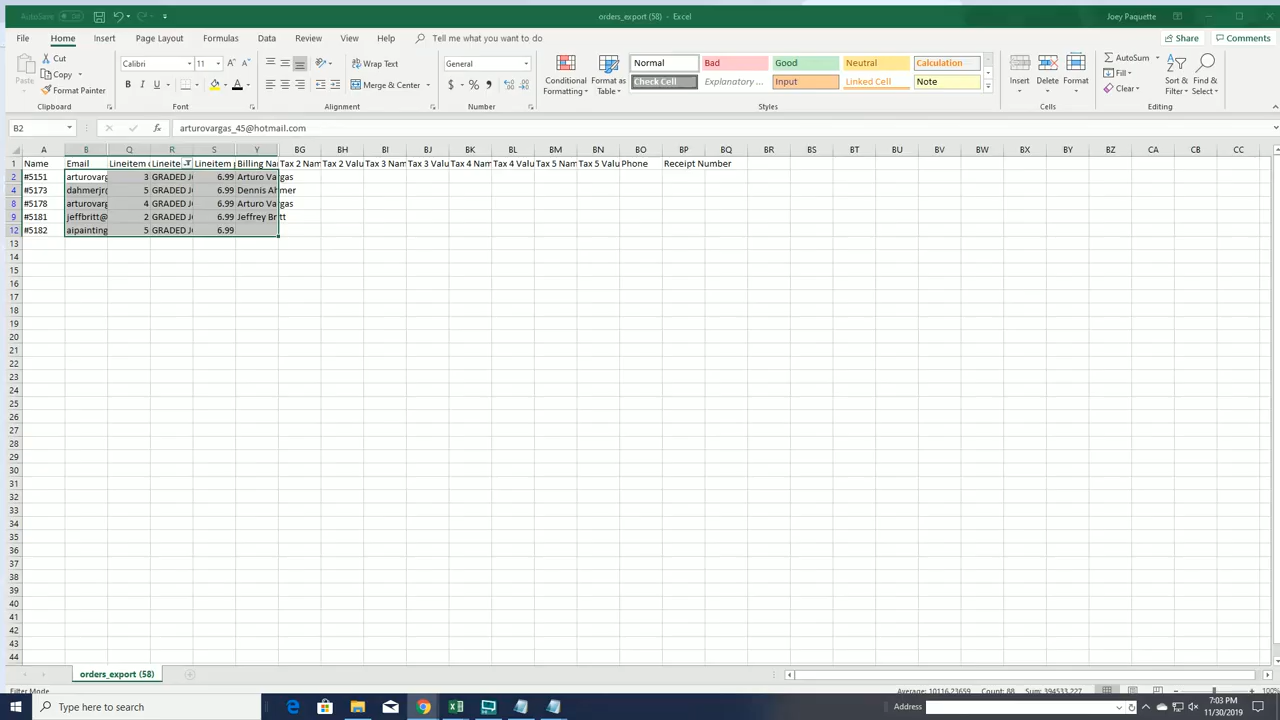 AutoSave Off
orders_export (58) - Excel
Joey Paquette
File Home Insert Page Layout Formulas Data Review View Help Tell me what you want to do
Share Comments
Paste
Cut
Copy
Format Painter
Clipboard
Calibri 11
Font
Wrap Text
Merge & Center
Alignment
General
Number
Conditional Formatting
Format as Table
Normal Bad Good Neutral Calculation
Check Cell Explanatory ... Input Linked Cell Note
Styles
Insert Delete Format
Cells
AutoSum
Fill
Clear
Sort & Filter
Find & Select
Editing
B2 fx arturovargas_45@hotmail.com
A B Q R S Y BG BH BI BJ BK BL BM BN BO BP BQ BR BS BT BU BV BW BX BY BZ CA CB CC
1 Name Email Lineitem Lineite Lineitem Billing Na Tax 2 Nam Tax 2 Valu Tax 3 Nam Tax 3 Valu Tax 4 Nam Tax 4 Valu Tax 5 Nam Tax 5 Valu Phone Receipt Number
2 #5151 arturovarg 3 GRADED 6.99 Arturo Vargas
4 #5173 dahmerjr 5 GRADED 6.99 Dennis Ahmer
8 #5178 arturovarg 4 GRADED 6.99 Arturo Vargas
9 #5181 jeffbritt@ 2 GRADED 6.99 Jeffrey Britt
12 #5182 aipainting 5 GRADED 6.99
13
14
15
16
17
18
19
20
21
22
23
24
25
26
27
28
29
30
31
32
33
34
35
36
37
38
39
40
41
42
43
44
orders_export (58)
Filter Mode Average: 10116.23659 Count: 88 Sum: 394533.227 100%
Type here to search
Address
7:03 PM
11/30/2019